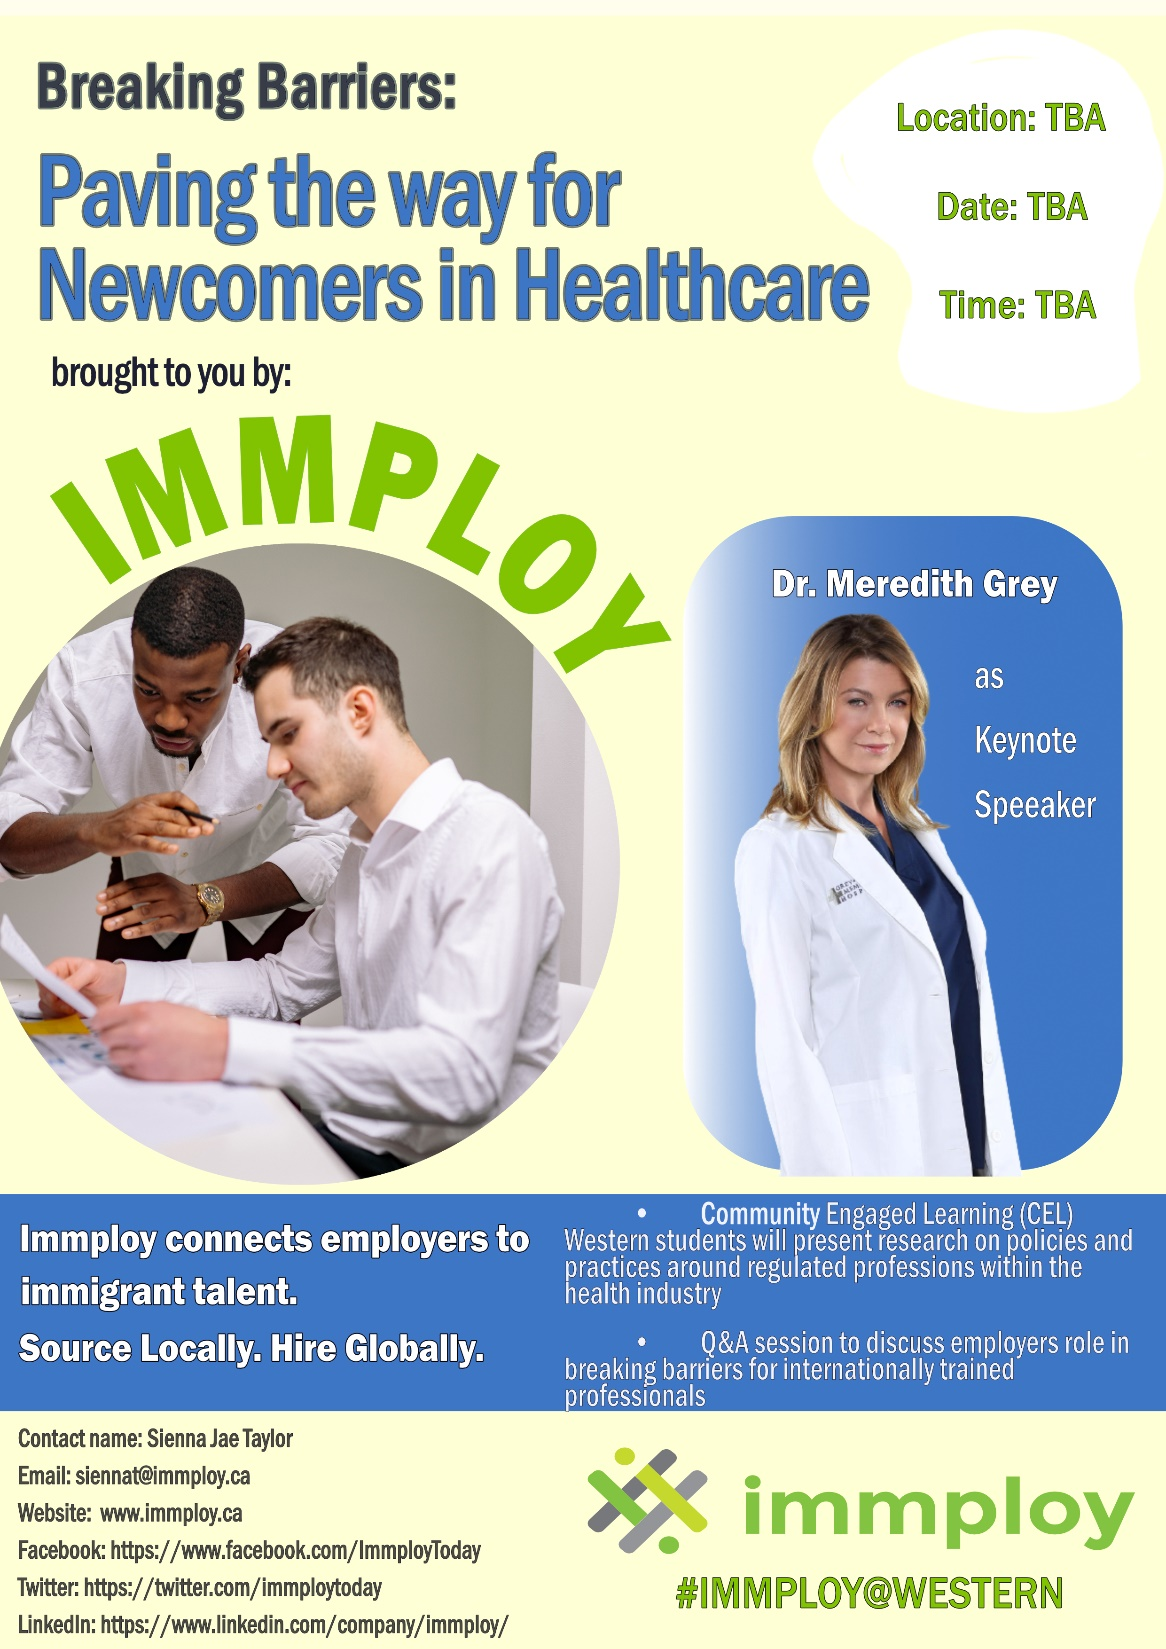 Breaking Barriers:
Paving the way for
Newcomers in Healthcare
brought to you by:
Location: TBA
Date: TBA
Time: TBA
IMMPLOY
Dr. Meredith Grey
as
Keynote
Speeaker
Immploy connects employers to
immigrant talent.
Source Locally. Hire Globally.
• Community Engaged Learning (CEL)
Western students will present research on policies and
practices around regulated professions within the
health industry
• Q&A session to discuss employers role in
breaking barriers for internationally trained
professionals
Contact name: Sienna Jae Taylor
Email: siennat@immploy.ca
Website: www.immploy.ca
Facebook: https://www.facebook.com/ImmployToday
Twitter: https://twitter.com/immploytoday
LinkedIn: https://www.linkedin.com/company/immploy/
immploy
#IMMPLOY@WESTERN